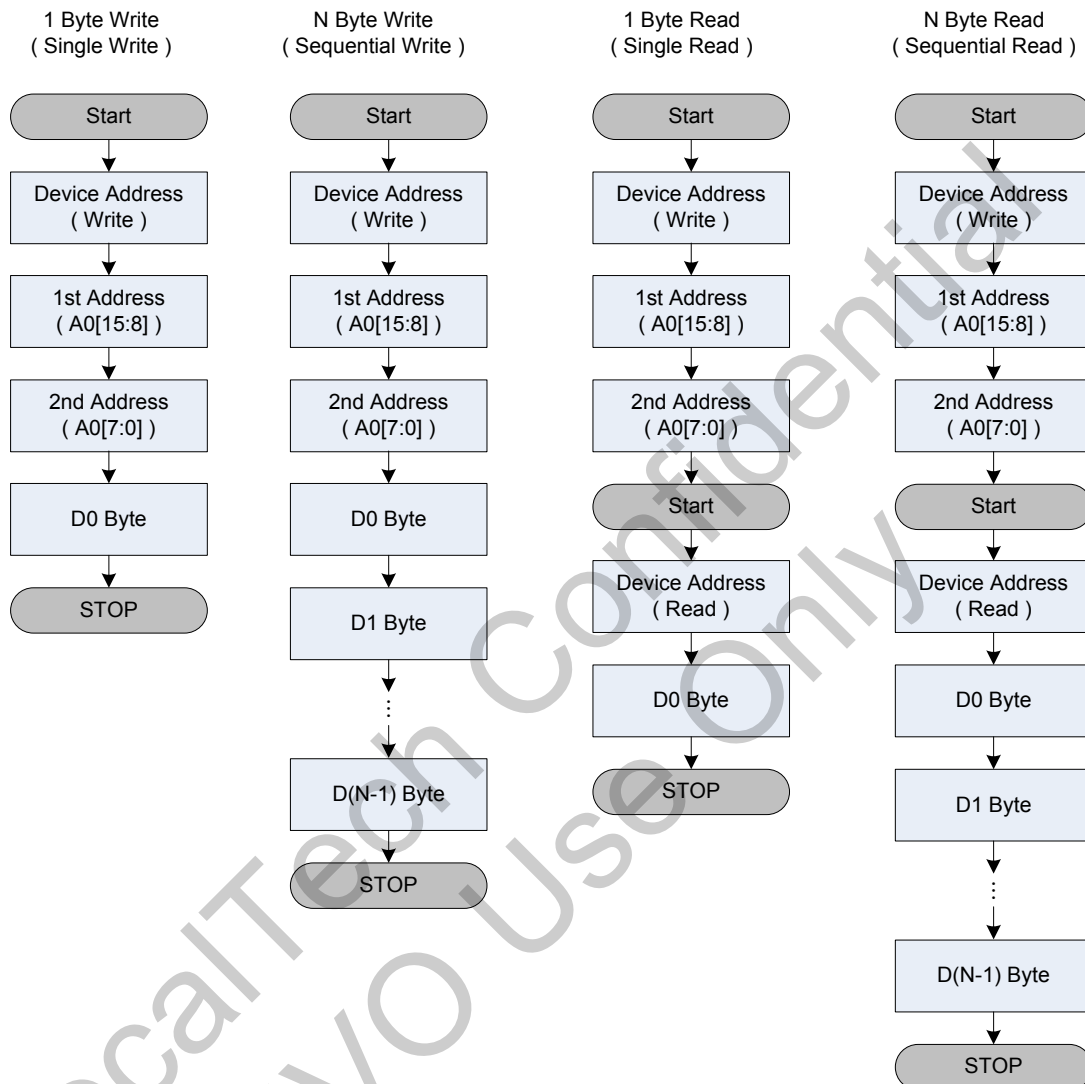 1 Byte Write
( Single Write )
Start
Device Address
( Write )
1st Address
( A0[15:8] )
2nd Address
( A0[7:0] )
D0 Byte
STOP
N Byte Write
( Sequential Write )
Start
Device Address
( Write )
1st Address
( A0[15:8] )
2nd Address
( A0[7:0] )
D0 Byte
D1 Byte
⋮
D(N-1) Byte
STOP
1 Byte Read
( Single Read )
Start
Device Address
( Write )
1st Address
( A0[15:8] )
2nd Address
( A0[7:0] )
Start
Device Address
( Read )
D0 Byte
STOP
N Byte Read
( Sequential Read )
Start
Device Address
( Write )
1st Address
( A0[15:8] )
2nd Address
( A0[7:0] )
Start
Device Address
( Read )
D0 Byte
D1 Byte
⋮
D(N-1) Byte
STOP
Confidential
Use Only